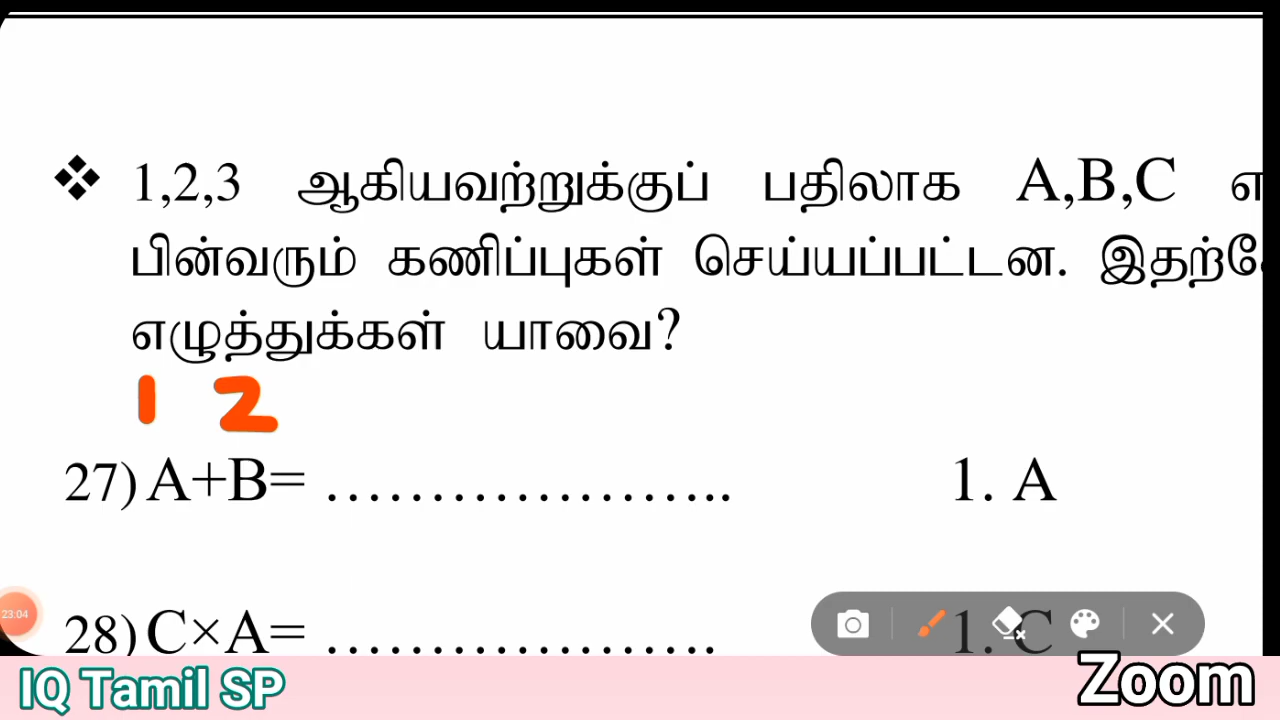 ❖ 1,2,3 ஆகியவற்றுக்குப் பதிலாக A,B,C
பின்வரும் கணிப்புகள் செய்யப்பட்டன.
எழுத்துக்கள் யாவை?
1 2
27) A+B= ………………….. 1. A
28) C×A= ………………… 1. C
23:04
IQ Tamil SP
Zoom